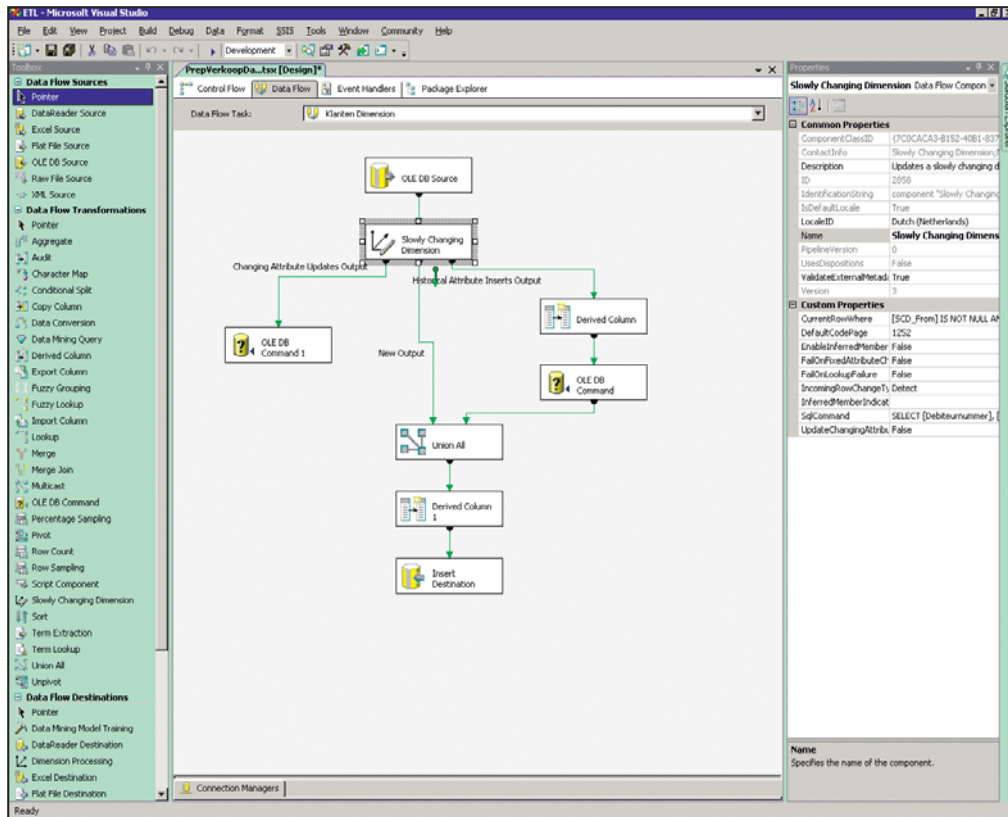 ETL - Microsoft Visual Studio
File Edit View Project Build Debug Data Format SSIS Tools Window Community Help
Development
Toolbox
Data Flow Sources
Pointer
DataReader Source
Excel Source
Flat File Source
OLE DB Source
Raw File Source
XML Source
Data Flow Transformations
Pointer
Aggregate
Audit
Character Map
Conditional Split
Copy Column
Data Conversion
Data Mining Query
Derived Column
Export Column
Fuzzy Grouping
Fuzzy Lookup
Import Column
Lookup
Merge
Merge Join
Multicast
OLE DB Command
Percentage Sampling
Pivot
Row Count
Row Sampling
Script Component
Slowly Changing Dimension
Sort
Term Extraction
Term Lookup
Union All
Unpivot
Data Flow Destinations
Pointer
Data Mining Model Training
DataReader Destination
Dimension Processing
Excel Destination
Flat File Destination
Ready
PrepVerkoopDa...tsx [Design]*
Control Flow Data Flow Event Handlers Package Explorer
Data Flow Task: Klanten Dimension
OLE DB Source
Slowly Changing
Dimension
Changing Attribute Updates Output
Historical Attribute Inserts Output
Derived Column
OLE DB
Command 1
New Output
OLE DB
Command
Union All
Derived Column
1
Insert
Destination
Connection Managers
Properties
Slowly Changing Dimension Data Flow Compon
Common Properties
ComponentClassID {7C0CACA3-B152-40B1-837
ContactInfo Slowly Changing Dimension;
Description Updates a slowly changing d
ID 2858
IdentificationString component "Slowly Changing
IsDefaultLocale True
LocaleID Dutch (Netherlands)
Name Slowly Changing Dimens
PipelineVersion 0
UsesDispositions False
ValidateExternalMetad True
Version 3
Custom Properties
CurrentRowWhere [SCD_From] IS NOT NULL AN
DefaultCodePage 1252
EnableInferredMember False
FailOnFixedAttributeCh False
FailOnLookupFailure False
IncomingRowChangeTy Detect
InferredMemberIndicat
SqlCommand SELECT [Debiteurnummer], [
UpdateChangingAttribu False
Name
Specifies the name of the component.